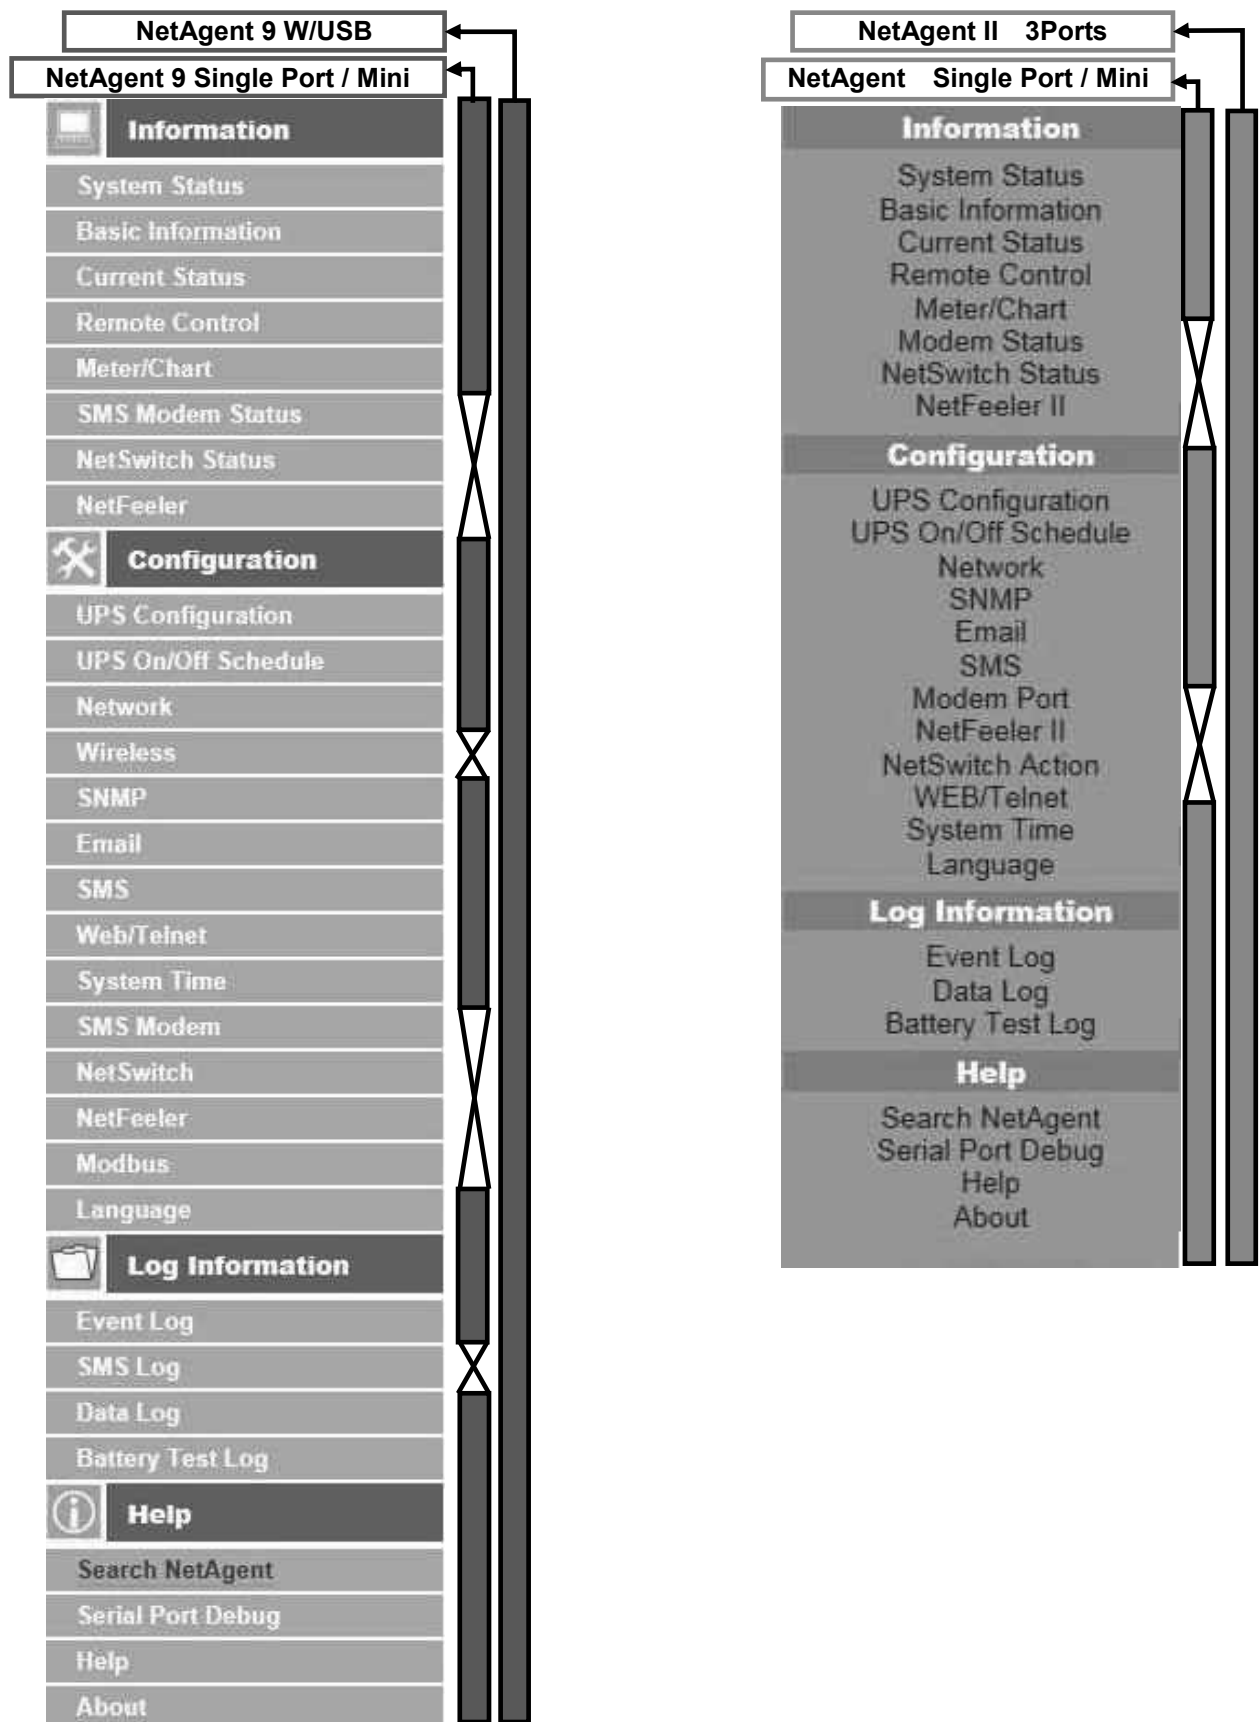 NetAgent 9 W/USB
NetAgent 9 Single Port / Mini
Information
System Status
Basic Information
Current Status
Remote Control
Meter/Chart
SMS Modem Status
NetSwitch Status
NetFeeler
Configuration
UPS Configuration
UPS On/Off Schedule
Network
Wireless
SNMP
Email
SMS
Web/Telnet
System Time
SMS Modem
NetSwitch
NetFeeler
Modbus
Language
Log Information
Event Log
SMS Log
Data Log
Battery Test Log
Help
Search NetAgent
Serial Port Debug
Help
About
NetAgent II 3Ports
NetAgent Single Port / Mini
Information
System Status
Basic Information
Current Status
Remote Control
Meter/Chart
Modem Status
NetSwitch Status
NetFeeler II
Configuration
UPS Configuration
UPS On/Off Schedule
Network
SNMP
Email
SMS
Modem Port
NetFeeler II
NetSwitch Action
WEB/Telnet
System Time
Language
Log Information
Event Log
Data Log
Battery Test Log
Help
Search NetAgent
Serial Port Debug
Help
About